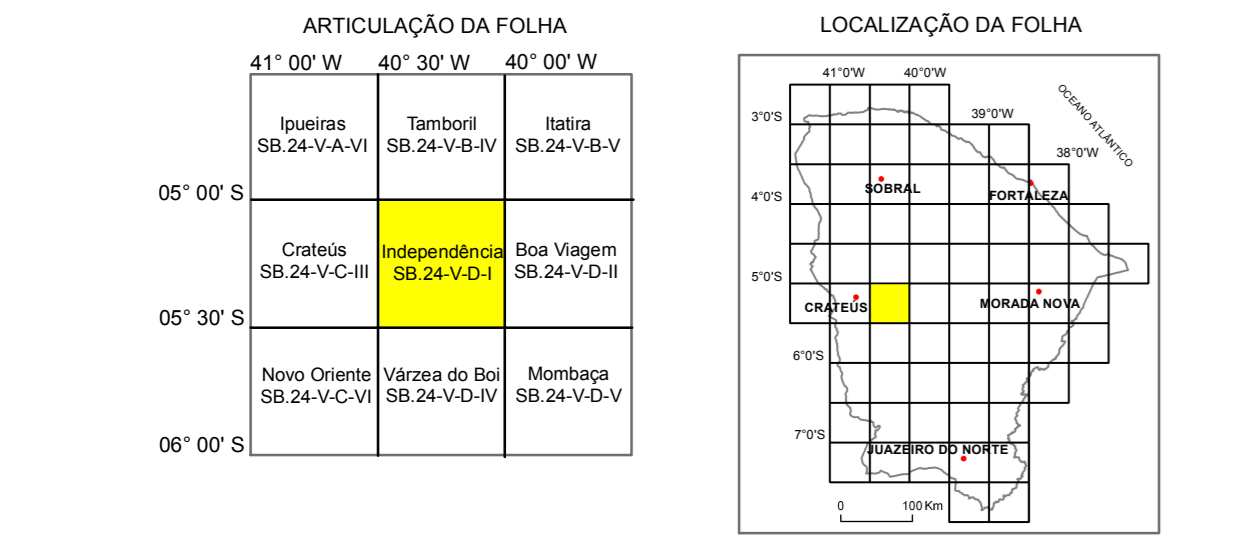 ARTICULAÇÃO DA FOLHA
41° 00' W 40° 30' W 40° 00' W
Ipueiras
SB.24-V-A-VI
Tamboril
SB.24-V-B-IV
Itatira
SB.24-V-B-V
05° 00' S
Crateús
SB.24-V-C-III
Independência
SB.24-V-D-I
Boa Viagem
SB.24-V-D-II
05° 30' S
Novo Oriente
SB.24-V-C-VI
Várzea do Boi
SB.24-V-D-IV
Mombaça
SB.24-V-D-V
06° 00' S
LOCALIZAÇÃO DA FOLHA
41°0'W 40°0'W
OCEANO ATLÂNTICO
3°0'S
39°0'W
38°0'W
SOBRAL
FORTALEZA
4°0'S
5°0'S
CRATEÚS
MORADA NOVA
6°0'S
7°0'S
JUAZEIRO DO NORTE
0 100 Km